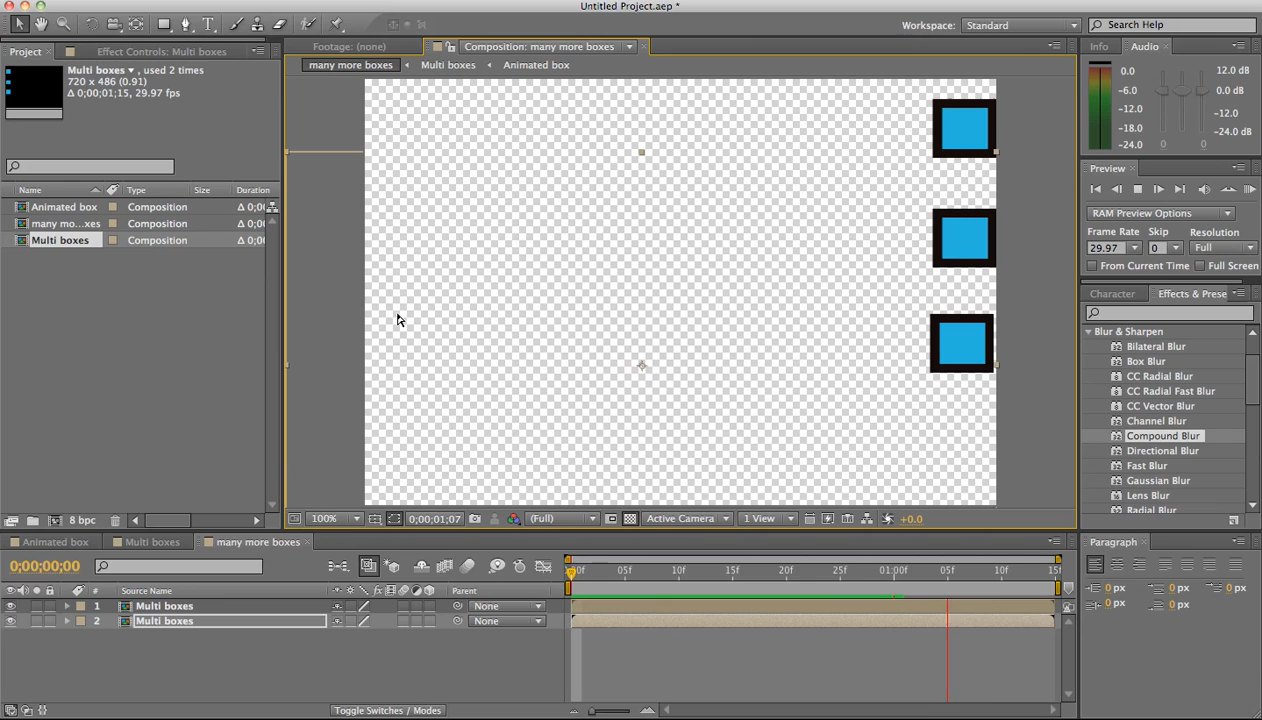 Untitled Project.aep *
Workspace: Standard Search Help
Project Effect Controls: Multi boxes
Footage: (none) Composition: many more boxes
Info Audio
many more boxes Multi boxes Animated box
Multi boxes , used 2 times
720 x 486 (0.91)
Δ 0;00;01;15, 29.97 fps
0.0 12.0 dB
-6.0 0.0 dB
-12.0 -12.0
-18.0 -24.0 dB
-24.0 0 0
Preview
Name Type Size Duration
Animated box Composition Δ 0;0
many mo...xes Composition Δ 0;0
Multi boxes Composition Δ 0;0
RAM Preview Options
Frame Rate Skip Resolution
29.97 0 Full
From Current Time Full Screen
Character Effects & Prese
Blur & Sharpen
32 Bilateral Blur
32 Box Blur
CC Radial Blur
CC Radial Fast Blur
CC Vector Blur
Channel Blur
Compound Blur
32 Directional Blur
32 Fast Blur
32 Gaussian Blur
Lens Blur
Radial Blur
8 bpc
100% 0;00;01;07 (Full) Active Camera 1 View +0.0
Animated box Multi boxes many more boxes
0;00;00;00
:00f 05f 10f 15f 20f 25f 01:00f 05f 10f 15f
# Source Name fx Parent
1 Multi boxes None
2 Multi boxes None
Toggle Switches / Modes
Paragraph
0 px 0 px 0 px
0 px 0 px